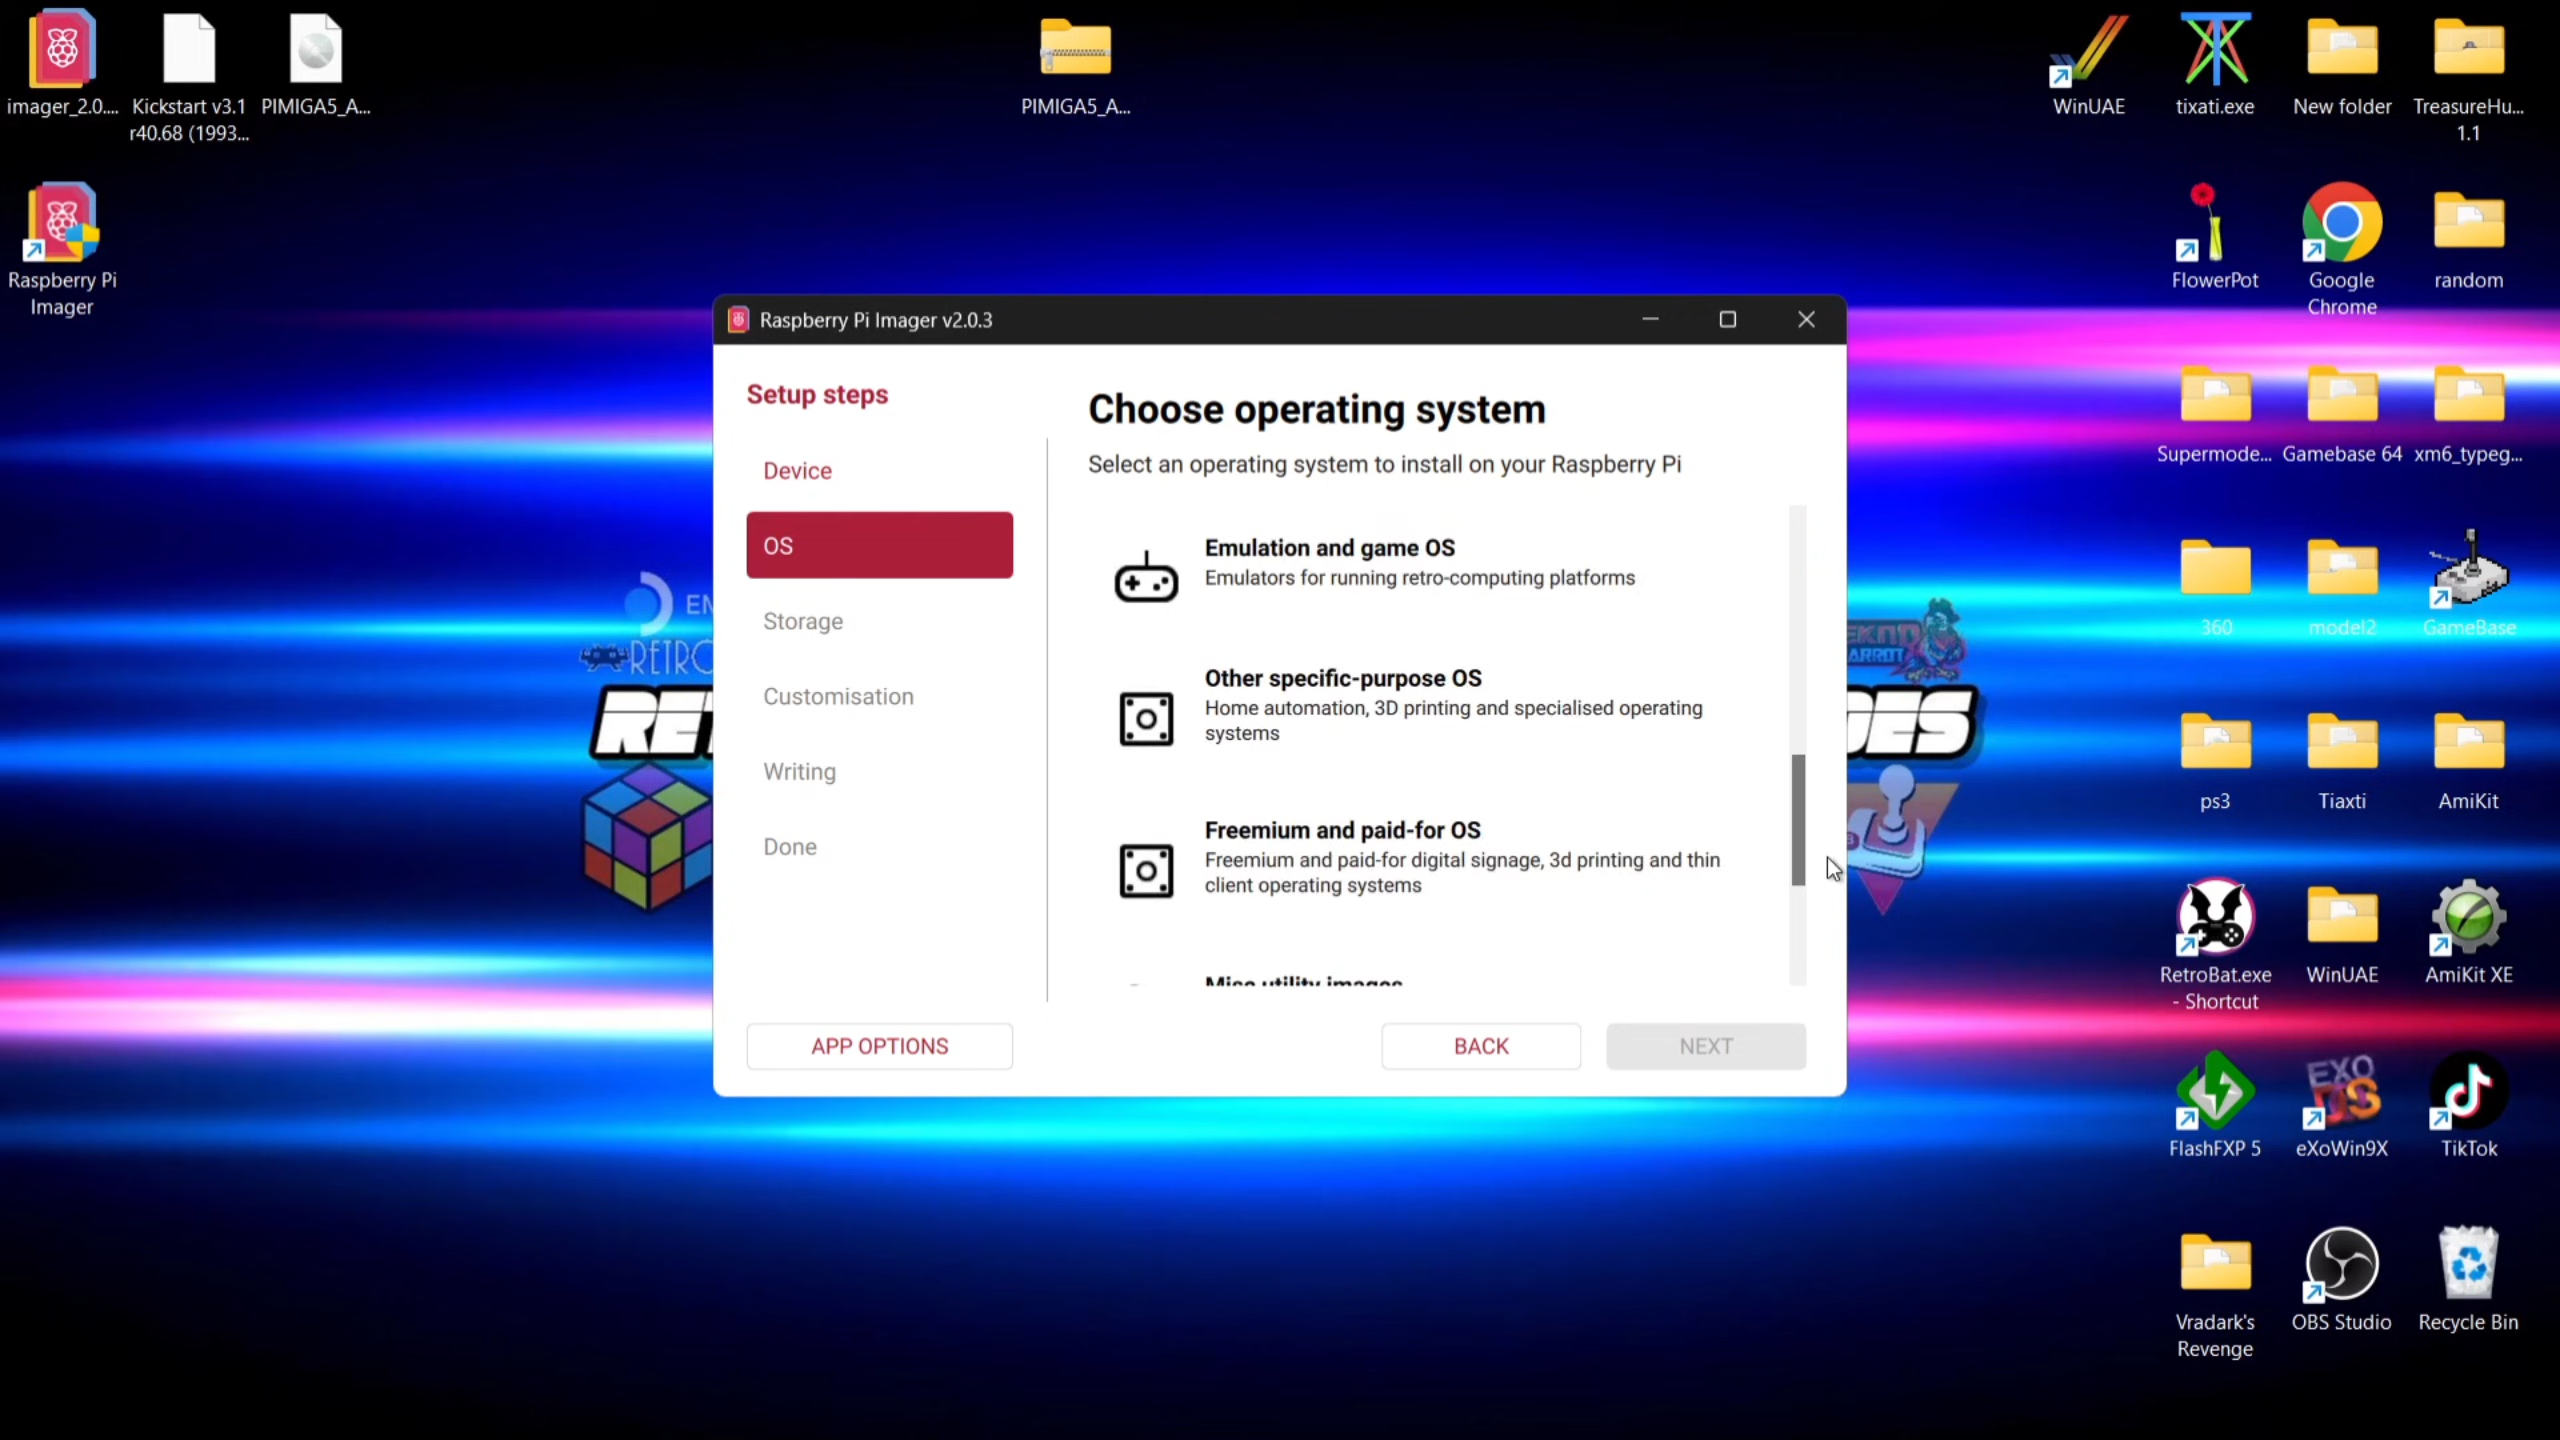 imager_2.0....
Kickstart v3.1
r40.68 (1993...
PIMIGA5_A...
PIMIGA5_A...
WinUAE
tixati.exe
New folder
TreasureHu...
1.1
Raspberry Pi
Imager
FlowerPot
Google
Chrome
random
Raspberry Pi Imager v2.0.3
Setup steps
Device
OS
Storage
Customisation
Writing
Done
APP OPTIONS
Choose operating system
Select an operating system to install on your Raspberry Pi
Emulation and game OS
Emulators for running retro-computing platforms
Other specific-purpose OS
Home automation, 3D printing and specialised operating
systems
Freemium and paid-for OS
Freemium and paid-for digital signage, 3d printing and thin
client operating systems
Misc utility images
BACK
NEXT
Supermode...
Gamebase 64
xm6_typeg...
360
model2
GameBase
ps3
Tiaxti
AmiKit
RetroBat.exe
- Shortcut
WinUAE
AmiKit XE
FlashFXP 5
EXO
DS
eXoWin9X
TikTok
Vradark's
Revenge
OBS Studio
Recycle Bin